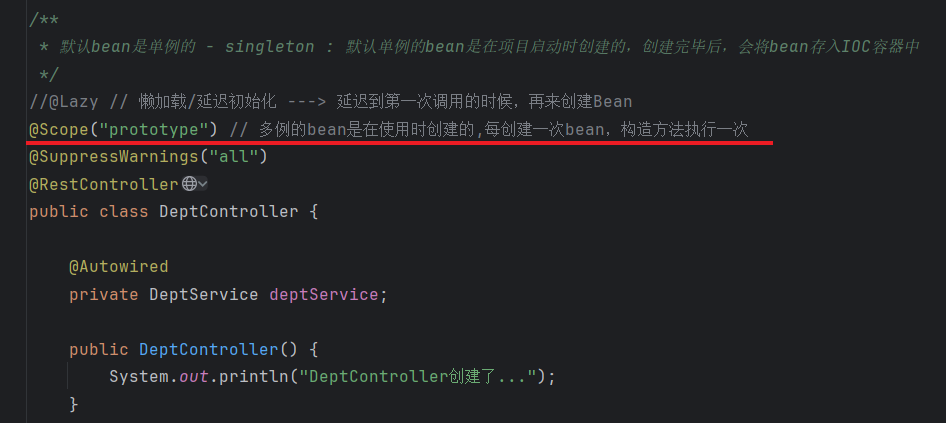 /**
* 默认bean是单例的 - singleton : 默认单例的bean是在项目启动时创建的，创建完毕后，会将bean存入IOC容器中
*/
//@Lazy // 懒加载/延迟初始化 ---> 延迟到第一次调用的时候，再来创建Bean
@Scope("prototype") // 多例的bean是在使用时创建的,每创建一次bean，构造方法执行一次
@SuppressWarnings("all")
@RestController
public class DeptController {
@Autowired
private DeptService deptService;
public DeptController() {
System.out.println("DeptController创建了...");
}